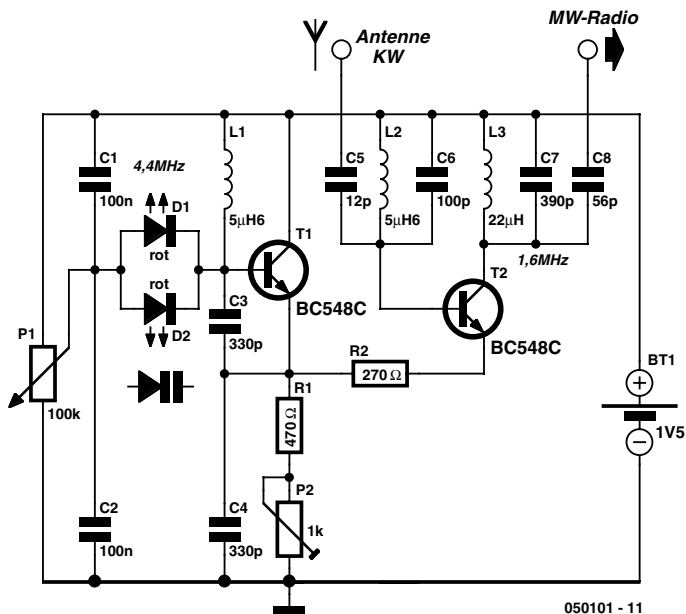 Antenne
KW
MW-Radio
4,4MHz
C1
100n
D1
rot
rot
D2
P1
100k
C2
100n
L1
5µH6
T1
BC548C
C3
330p
C4
330p
R1
470 Ω
P2
1k
R2
270 Ω
C5
12p
L2
5µH6
C6
100p
L3
22µH
C7
390p
C8
56p
1,6MHz
T2
BC548C
BT1
+
1V5
−
050101 - 11